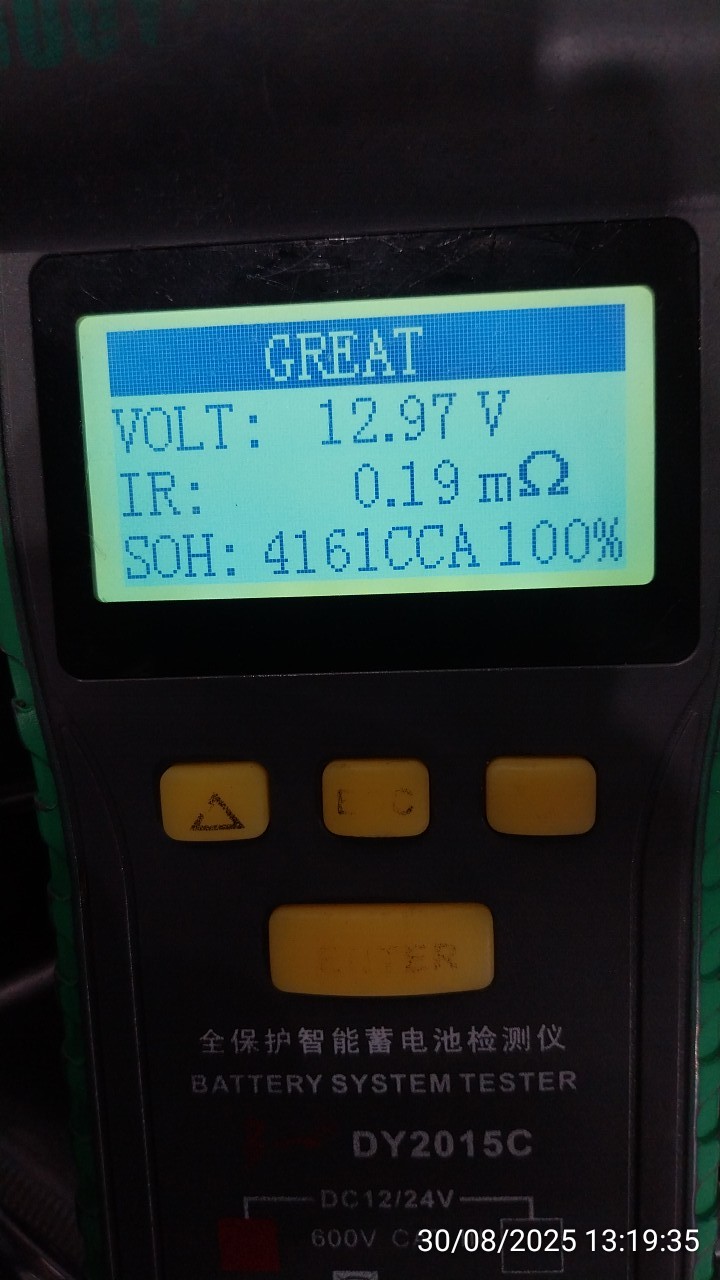 GREAT
VOLT: 12.97 V
IR: 0.19 mΩ
SOH: 4161CCA 100%
全保护智能蓄电池检测仪
BATTERY SYSTEM TESTER
DY2015C
DC12/24V
600V
30/08/2025 13:19:35